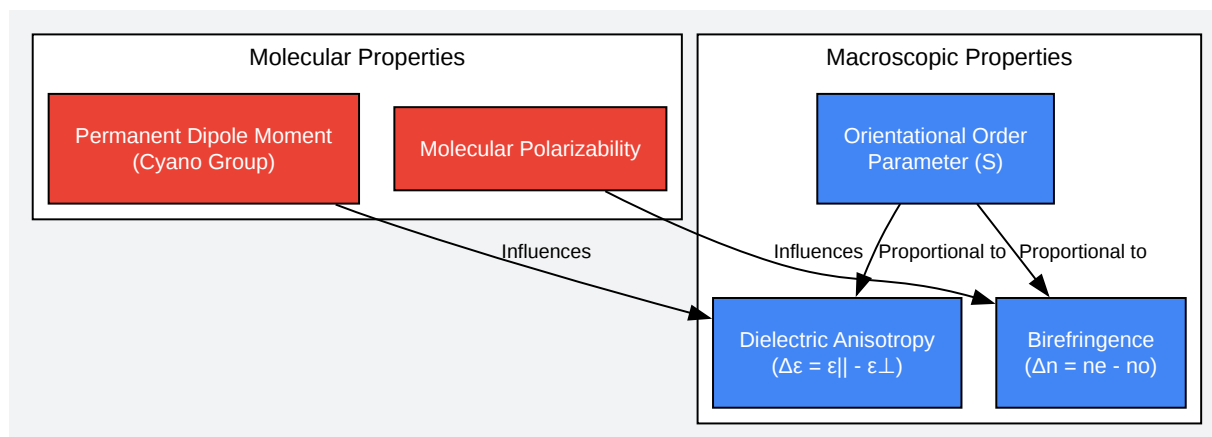 Molecular Properties
Permanent Dipole Moment
(Cyano Group)
Molecular Polarizability
Macroscopic Properties
Orientational Order
Parameter (S)
Influences
Influences
Proportional to
Proportional to
Dielectric Anisotropy
(Δε = ε|| - ε⊥)
Birefringence
(Δn = ne - no)